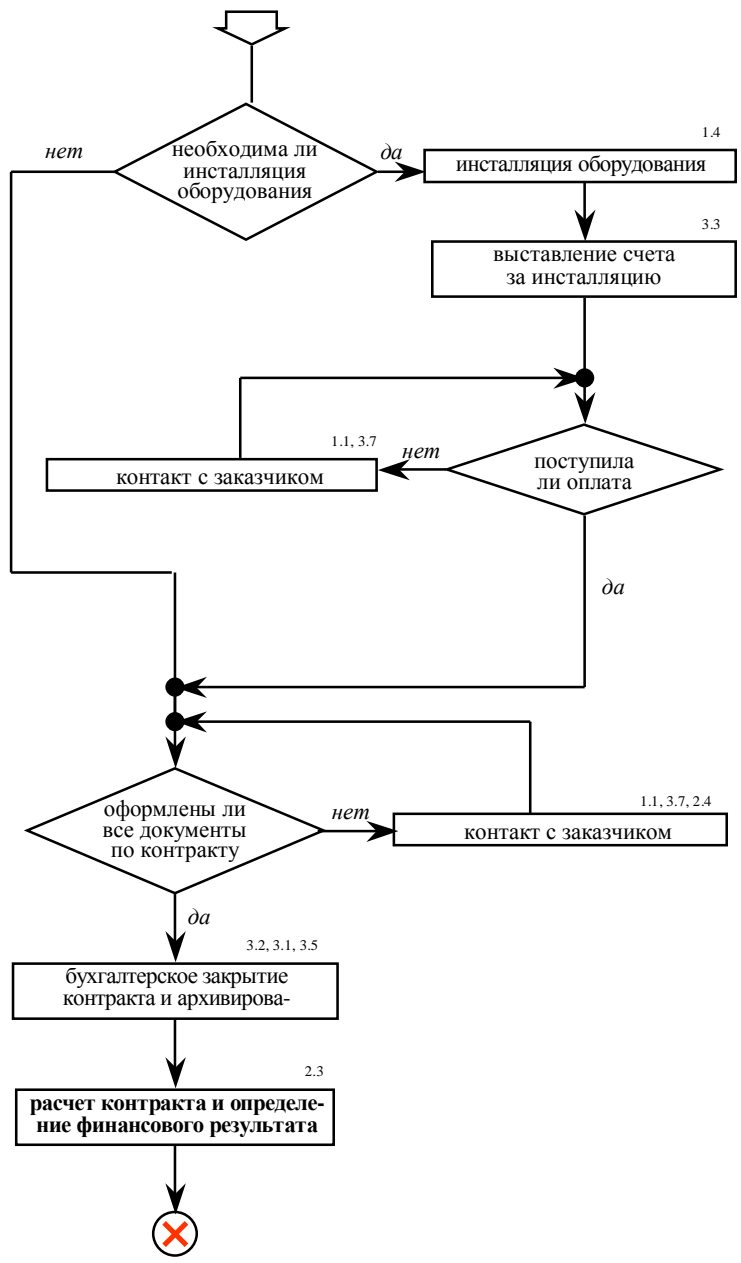 необходима ли
инсталляция
оборудования
нет
да
1.4
инсталляция оборудования
3.3
выставление счета
за инсталляцию
1.1, 3.7
контакт с заказчиком
нет
поступила
ли оплата
да
оформлены ли
все документы
по контракту
нет
1.1, 3.7, 2.4
контакт с заказчиком
да
3.2, 3.1, 3.5
бухгалтерское закрытие
контракта и архивирова-
2.3
расчет контракта и определе-
ние финансового результата